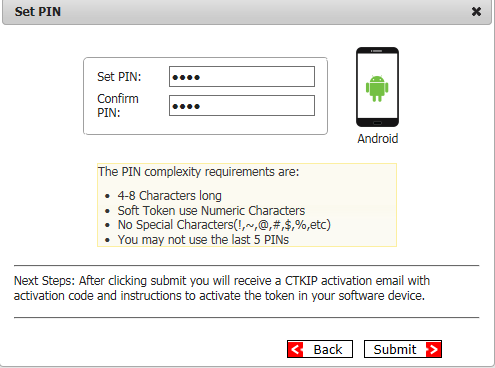 Set PIN
Set PIN: ••••
Confirm
PIN: ••••
Android
The PIN complexity requirements are:
• 4-8 Characters long
• Soft Token use Numeric Characters
• No Special Characters(!,~,@,#,$,%,etc)
• You may not use the last 5 PINs
Next Steps: After clicking submit you will receive a CTKIP activation email with
activation code and instructions to activate the token in your software device.
Back Submit